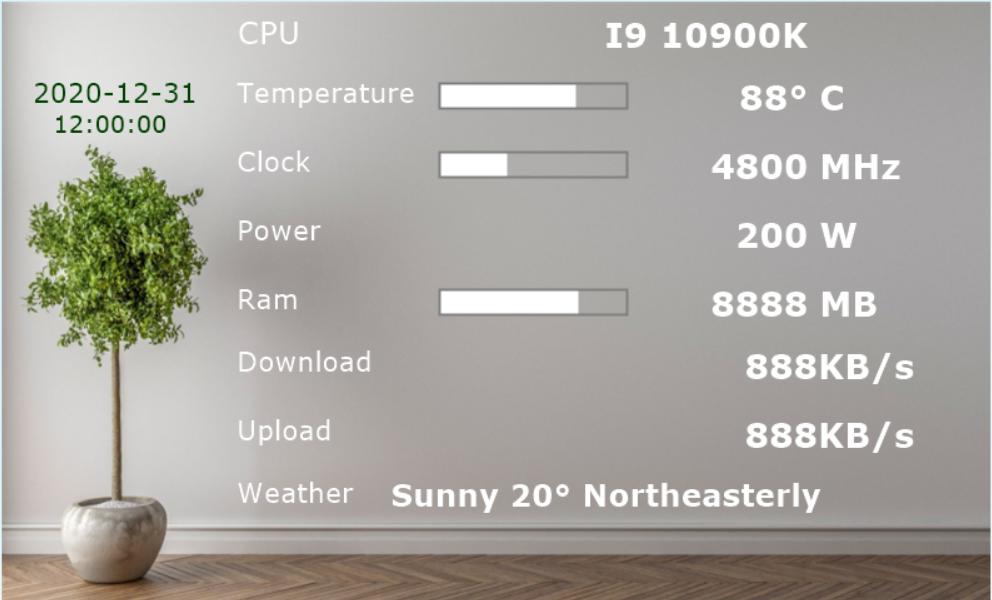 CPU I9 10900K
2020-12-31
12:00:00
Temperature 88° C
Clock 4800 MHz
Power 200 W
Ram 8888 MB
Download 888KB/s
Upload 888KB/s
Weather Sunny 20° Northeasterly